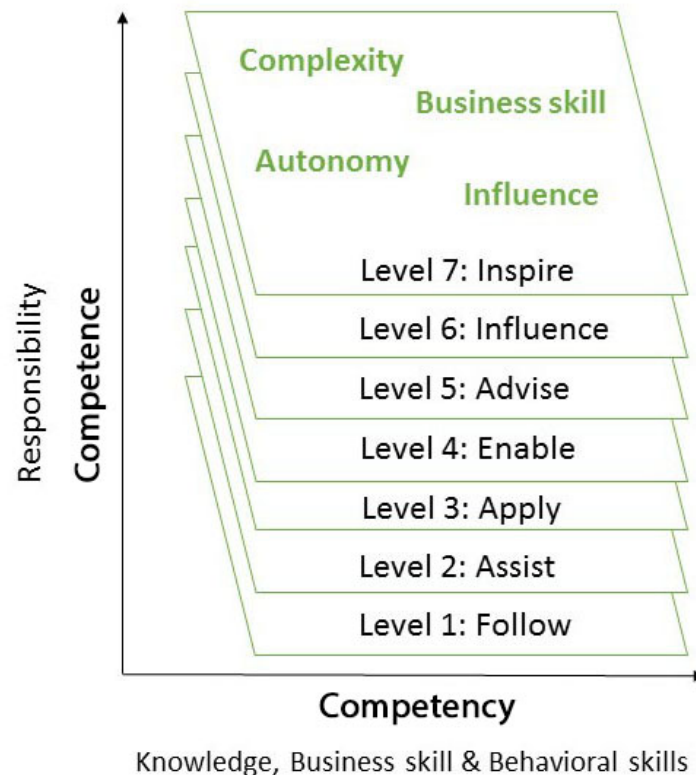 Complexity
Business skill
Autonomy
Influence
Level 7: Inspire
Level 6: Influence
Level 5: Advise
Level 4: Enable
Level 3: Apply
Level 2: Assist
Level 1: Follow
Responsibility
Competence
Competency
Knowledge, Business skill & Behavioral skills